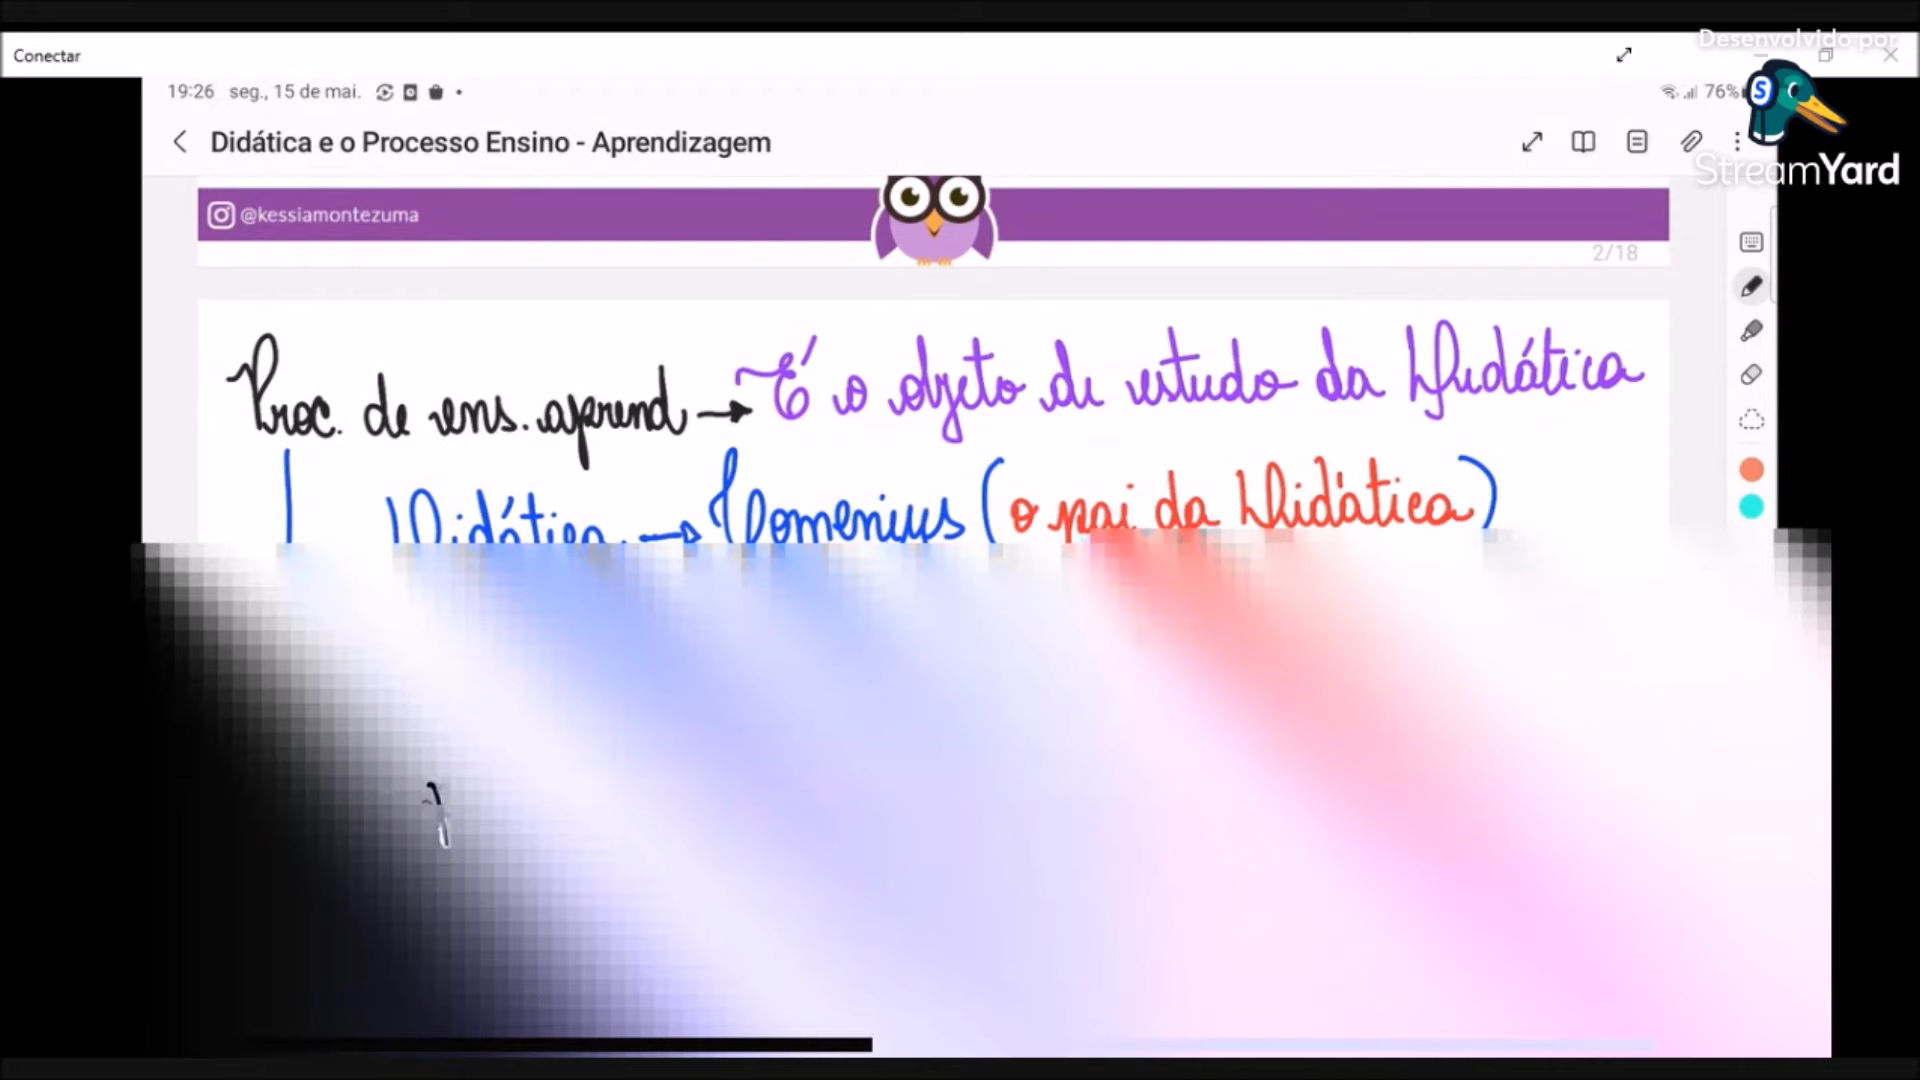 Desenvolvido por
Conectar
StreamYard
19:26 seg., 15 de mai.
76%
Didática e o Processo Ensino - Aprendizagem
@kessiamontezuma
2/18
Proc. de ens. aprend → É o objeto de estudo da Didática
Didática → Comenius (o pai da Didática)